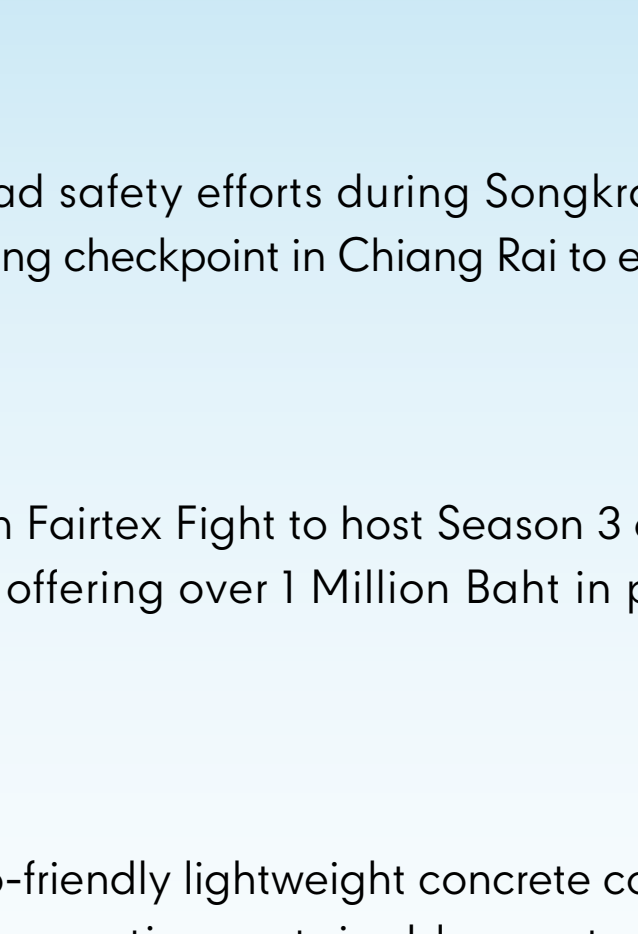 ad safety efforts during Songkra
ng checkpoint in Chiang Rai to e
n Fairtex Fight to host Season 3
offering over 1 Million Baht in p
o-friendly lightweight concrete co